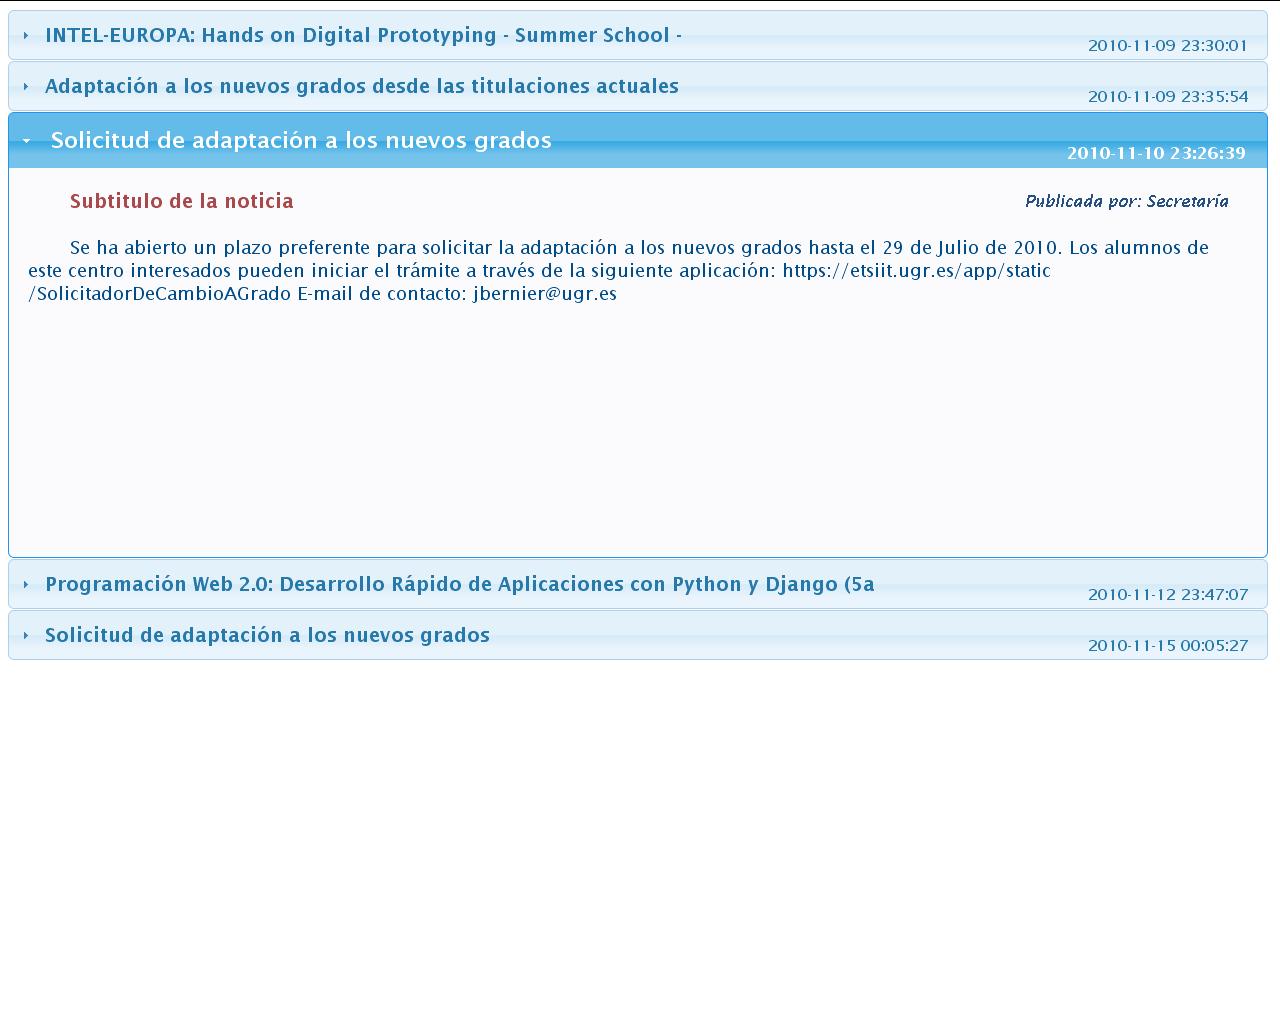 INTEL-EUROPA: Hands on Digital Prototyping - Summer School -
2010-11-09 23:30:01
Adaptación a los nuevos grados desde las titulaciones actuales
2010-11-09 23:35:54
Solicitud de adaptación a los nuevos grados
2010-11-10 23:26:39
Subtitulo de la noticia
Publicada por: Secretaría
Se ha abierto un plazo preferente para solicitar la adaptación a los nuevos grados hasta el 29 de Julio de 2010. Los alumnos de
este centro interesados pueden iniciar el trámite a través de la siguiente aplicación: https://etsiit.ugr.es/app/static
/SolicitadorDeCambioAGrado E-mail de contacto: jbernier@ugr.es
Programación Web 2.0: Desarrollo Rápido de Aplicaciones con Python y Django (5a
2010-11-12 23:47:07
Solicitud de adaptación a los nuevos grados
2010-11-15 00:05:27